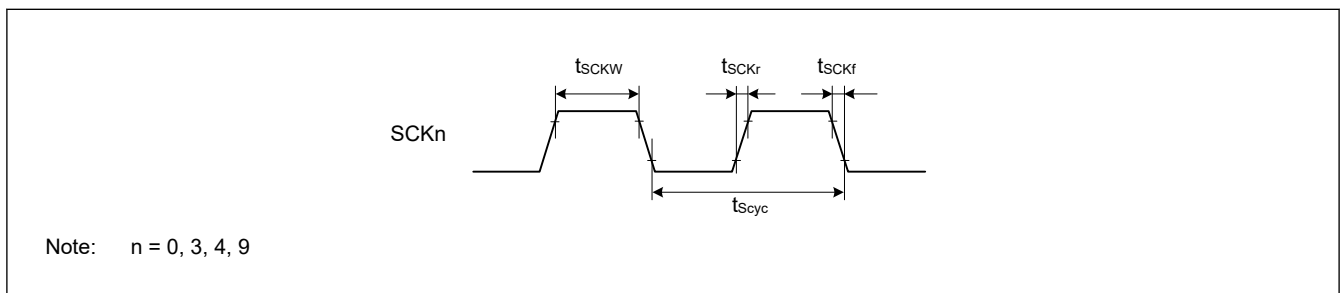 tSCKW
tSCKr
tSCKf
SCKn
tScyc
Note: n = 0, 3, 4, 9